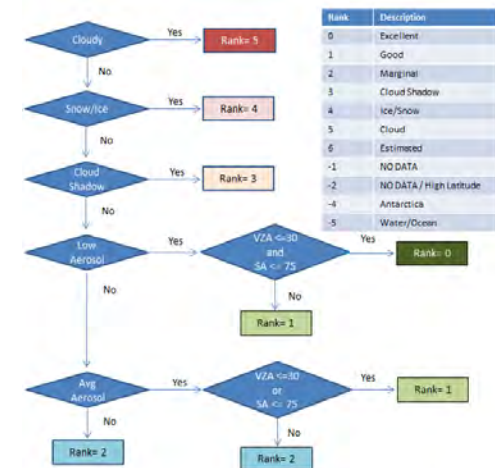 Cloudy
Yes
Rank= 5
No
Snow/Ice
Yes
Rank= 4
No
Cloud
Shadow
Yes
Rank= 3
No
Low
Aerosol
Yes
VZA <=30
and
SA <= 75
Yes
Rank= 0
No
Rank= 1
No
Avg
Aerosol
Yes
VZA <=30
or
SA <= 75
Yes
Rank= 1
No
Rank= 2
No
Rank= 2
Rank Description
0 Excellent
1 Good
2 Marginal
3 Cloud Shadow
4 Ice/Snow
5 Cloud
6 Estimated
-1 NO DATA
-2 NO DATA / High Latitude
-4 Antarctica
-5 Water/Ocean